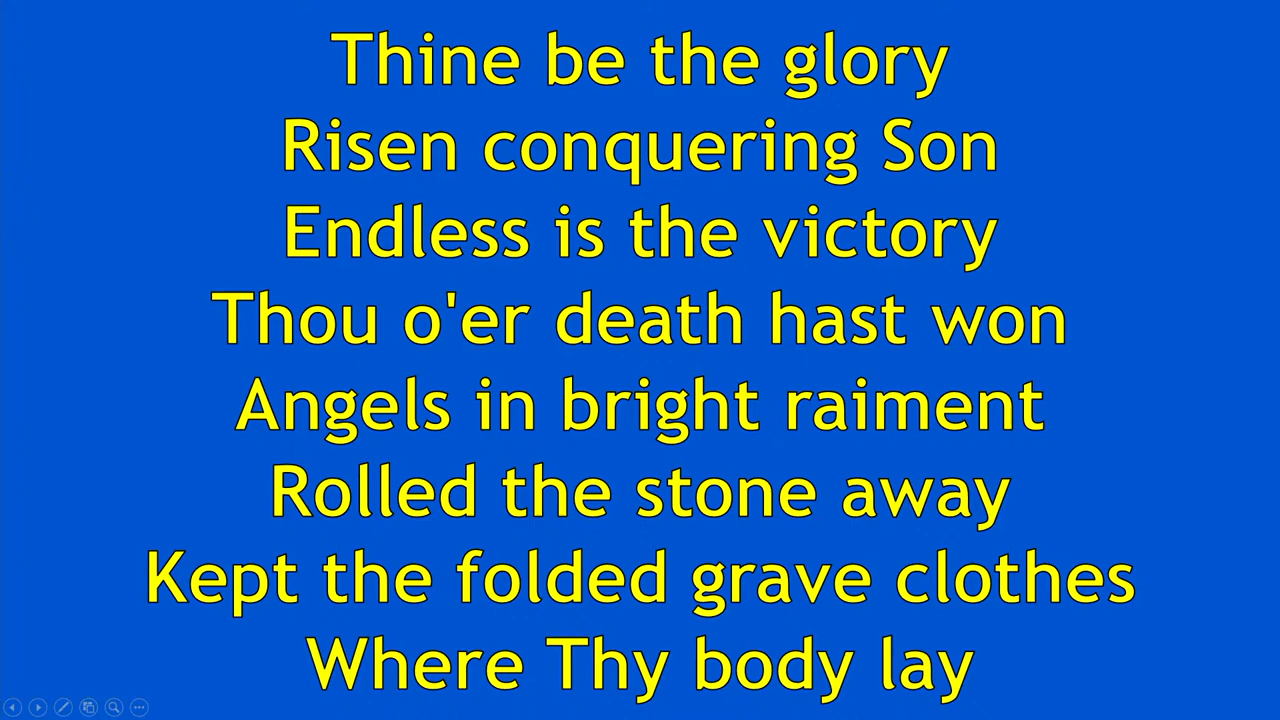 Thine be the glory
Risen conquering Son
Endless is the victory
Thou o'er death hast won
Angels in bright raiment
Rolled the stone away
Kept the folded grave clothes
Where Thy body lay